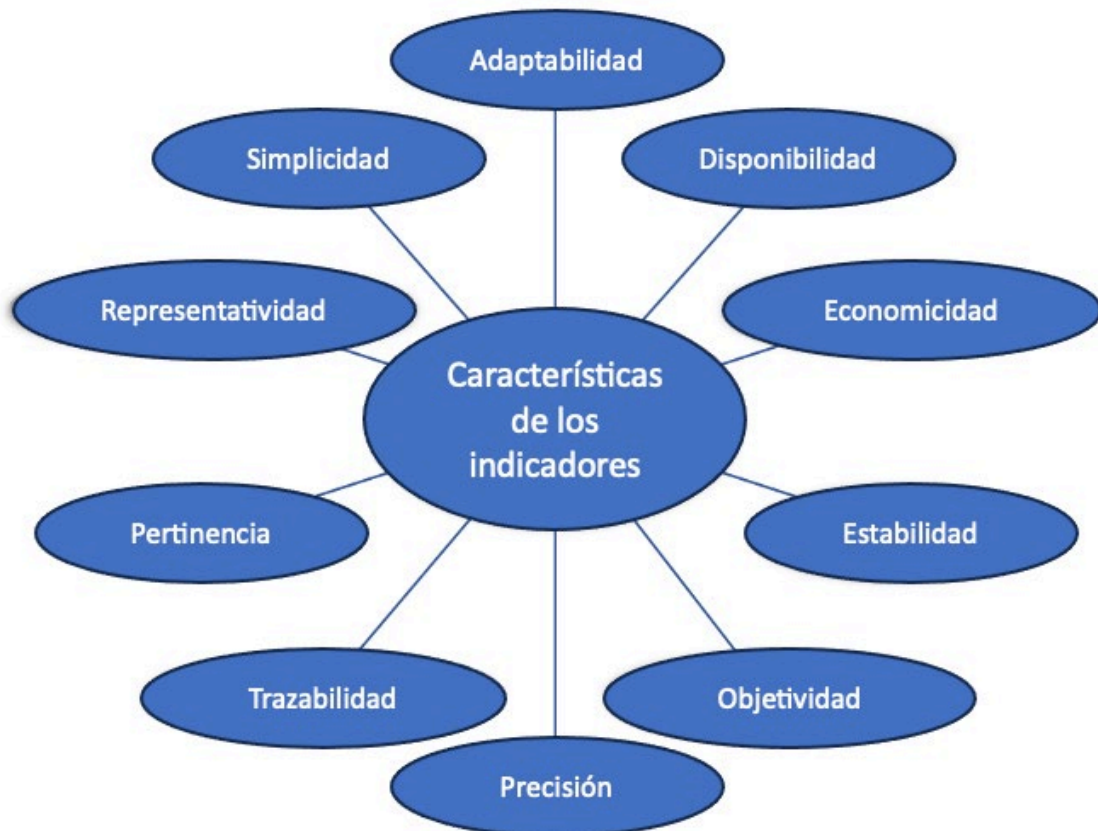 Adaptabilidad
Simplicidad
Disponibilidad
Representatividad
Economicidad
Características
de los
indicadores
Pertinencia
Estabilidad
Trazabilidad
Objetividad
Precisión